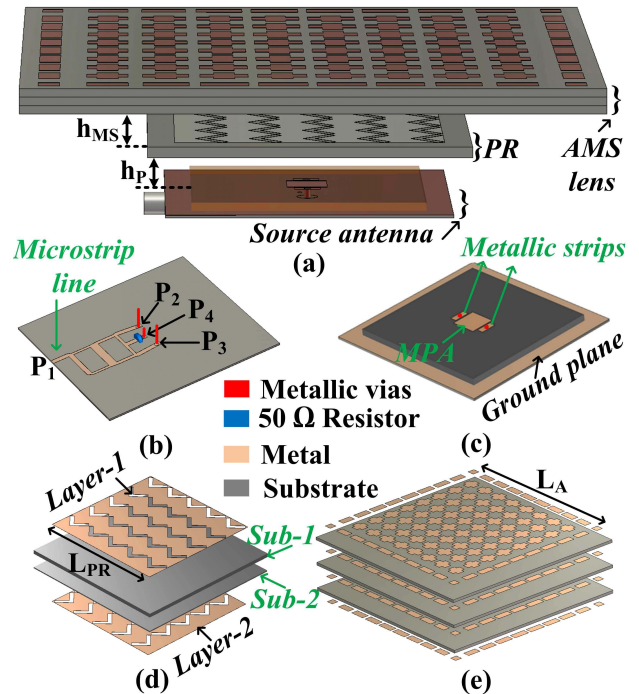 h_MS
PR
AMS
lens
h_P
Source antenna
(a)
Microstrip
line
P_1
P_2
P_4
P_3
(b)
Metallic strips
MPA
Ground plane
(c)
Metallic vias
50 Ω Resistor
Metal
Substrate
Layer-1
L_PR
Sub-1
Sub-2
Layer-2
(d)
L_A
(e)